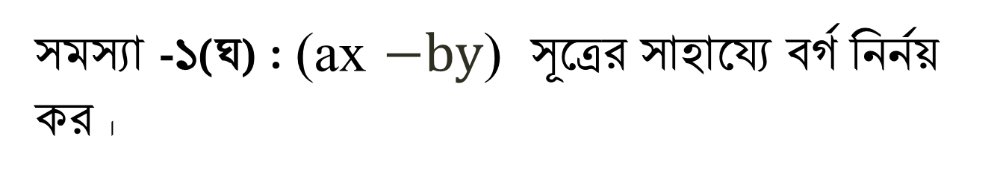 সমস্যা -১(ঘ) : (ax −by) সূত্রের সাহায্যে বর্গ নির্নয়
কর ।